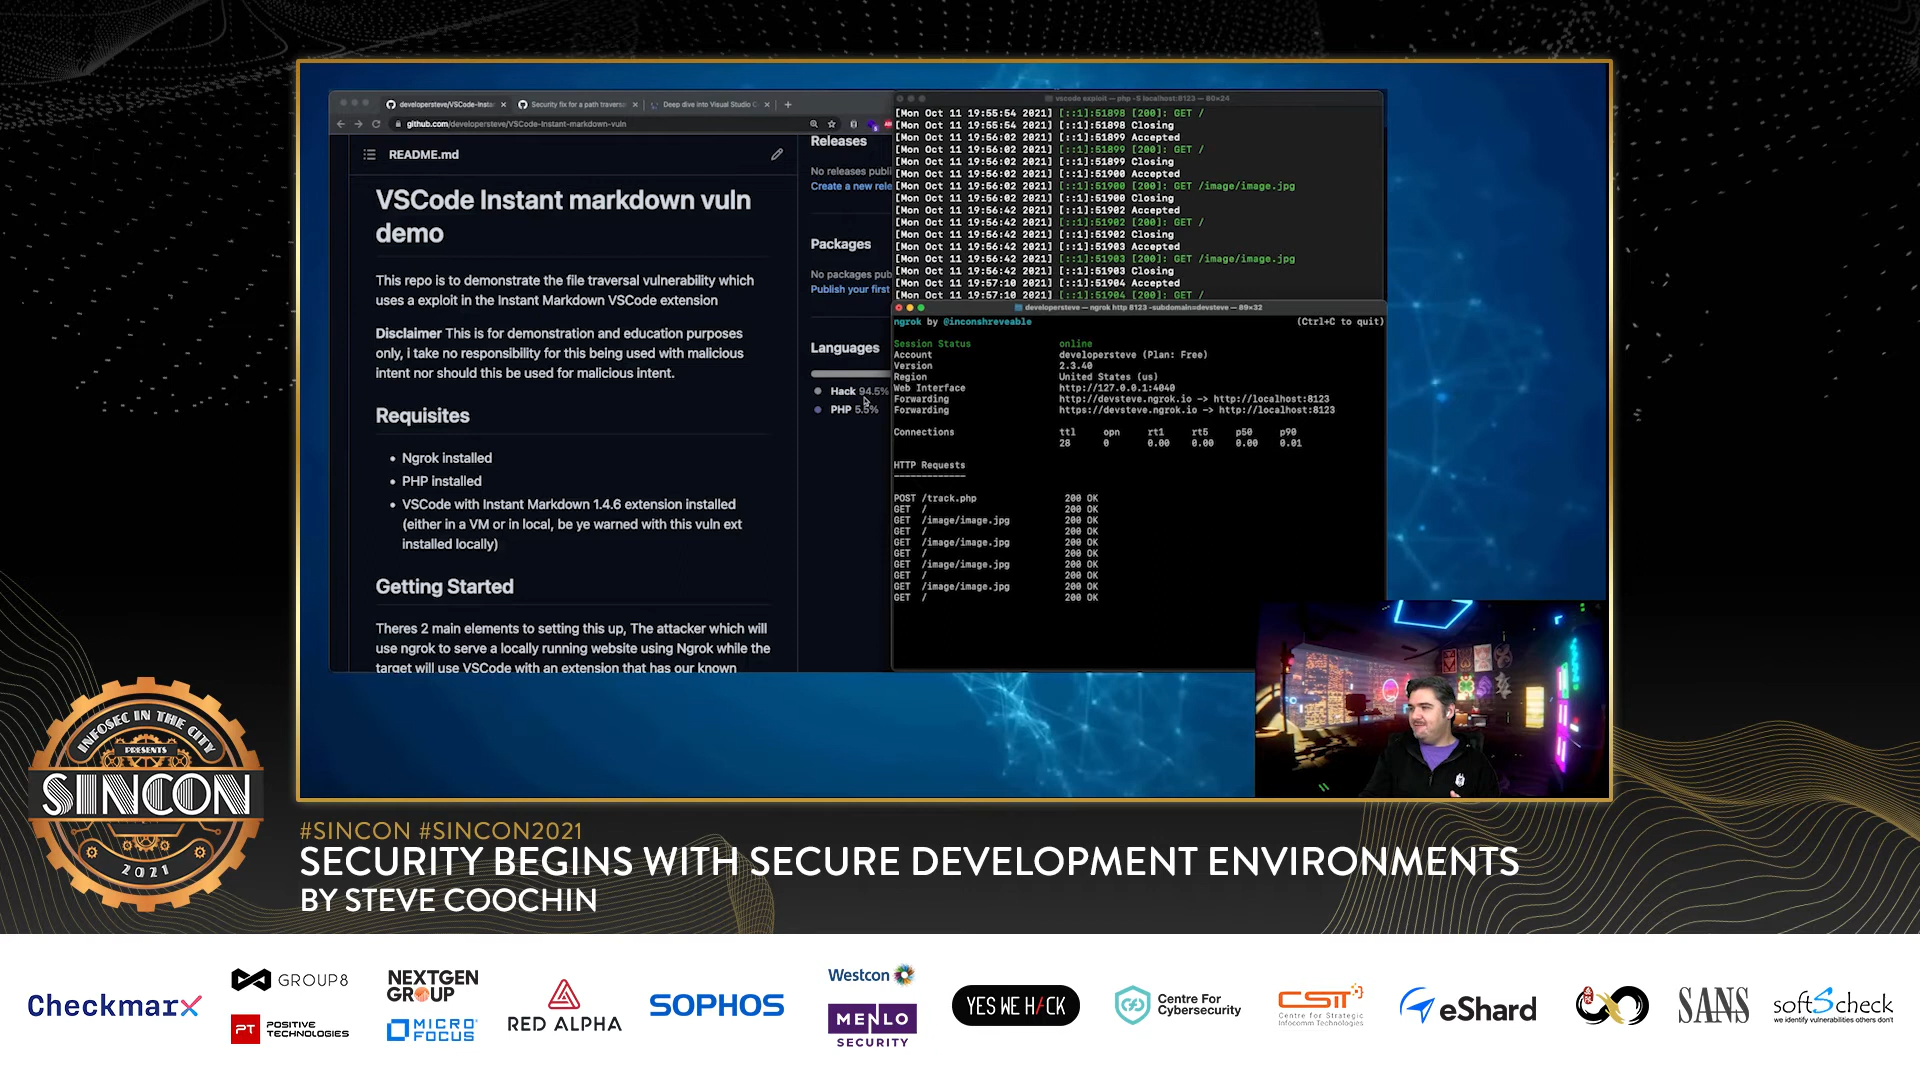 developersteve/VSCode-Insta
Security fix for a path travers
Deep dive into Visual Studio C
github.com/developersteve/VSCode-Instant-markdown-vuln
README.md
VSCode Instant markdown vuln
demo
This repo is to demonstrate the file traversal vulnerability which
uses a exploit in the Instant Markdown VSCode extension
Disclaimer This is for demonstration and education purposes
only, i take no responsibility for this being used with malicious
intent nor should this be used for malicious intent.
Requisites
• Ngrok installed
• PHP installed
• VSCode with Instant Markdown 1.4.6 extension installed
(either in a VM or in local, be ye warned with this vuln ext
installed locally)
Getting Started
Theres 2 main elements to setting this up, The attacker which will
use ngrok to serve a locally running website using Ngrok while the
target will use VSCode with an extension that has our known
Releases
No releases publi
Create a new rele
Packages
No packages pub
Publish your first
Languages
Hack 94.5%
PHP 5.5%
vscode exploit — php -S localhost:8123 — 80×24
[Mon Oct 11 19:55:54 2021] [::1]:51898 [200]: GET /
[Mon Oct 11 19:55:54 2021] [::1]:51898 Closing
[Mon Oct 11 19:56:02 2021] [::1]:51899 Accepted
[Mon Oct 11 19:56:02 2021] [::1]:51899 [200]: GET /
[Mon Oct 11 19:56:02 2021] [::1]:51899 Closing
[Mon Oct 11 19:56:02 2021] [::1]:51900 Accepted
[Mon Oct 11 19:56:02 2021] [::1]:51900 [200]: GET /image/image.jpg
[Mon Oct 11 19:56:02 2021] [::1]:51900 Closing
[Mon Oct 11 19:56:42 2021] [::1]:51902 Accepted
[Mon Oct 11 19:56:42 2021] [::1]:51902 [200]: GET /
[Mon Oct 11 19:56:42 2021] [::1]:51902 Closing
[Mon Oct 11 19:56:42 2021] [::1]:51903 Accepted
[Mon Oct 11 19:56:42 2021] [::1]:51903 [200]: GET /image/image.jpg
[Mon Oct 11 19:56:42 2021] [::1]:51903 Closing
[Mon Oct 11 19:57:10 2021] [::1]:51904 Accepted
[Mon Oct 11 19:57:10 2021] [::1]:51904 [200]: GET /
developersteve — ngrok http 8123 -subdomain=devsteve — 89×32
ngrok by @inconshreveable (Ctrl+C to quit)
Session Status online
Account developersteve (Plan: Free)
Version 2.3.40
Region United States (us)
Web Interface http://127.0.0.1:4040
Forwarding http://devsteve.ngrok.io -> http://localhost:8123
Forwarding https://devsteve.ngrok.io -> http://localhost:8123
Connections ttl opn rt1 rt5 p50 p90
28 0 0.00 0.00 0.00 0.01
HTTP Requests
-------------
POST /track.php 200 OK
GET / 200 OK
GET /image/image.jpg 200 OK
GET / 200 OK
GET /image/image.jpg 200 OK
GET / 200 OK
GET /image/image.jpg 200 OK
GET / 200 OK
GET /image/image.jpg 200 OK
GET / 200 OK
INFOSEC IN THE CITY
PRESENTS
SINCON
2021
#SINCON #SINCON2021
SECURITY BEGINS WITH SECURE DEVELOPMENT ENVIRONMENTS
BY STEVE COOCHIN
Checkmarx
GROUP8
PT POSITIVE
TECHNOLOGIES
NEXTGEN
GROUP
MICRO
FOCUS
RED ALPHA
SOPHOS
Westcon
MENLO
SECURITY
YES WE H/CK
Centre For
Cybersecurity
CSIT
Centre for Strategic
Infocomm Technologies
eShard
SANS
softScheck
we identify vulnerabilities others don't